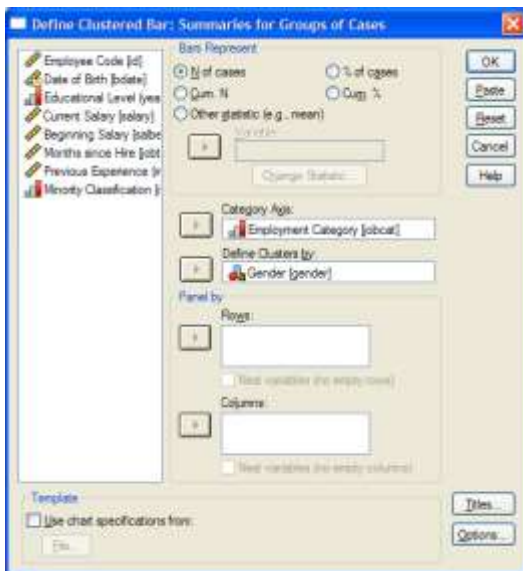 Define Clustered Bar: Summaries for Groups of Cases
Employee Code [id]
Date of Birth [bdate]
Educational Level (yea
Current Salary [salary]
Beginning Salary [salbe
Months since Hire [jobt
Previous Experience [
Minority Classification [
Bars Represent
N of cases
% of cases
Cum. N
Cum. %
Other statistic (e.g., mean)
Variable:
Change Statistic...
Category Axis:
Employment Category [jobcat]
Define Clusters by:
Gender [gender]
Panel by
Rows:
Nest variables (no empty rows)
Columns:
Nest variables (no empty columns)
Template
Use chart specifications from:
File...
OK
Paste
Reset
Cancel
Help
Titles...
Options...